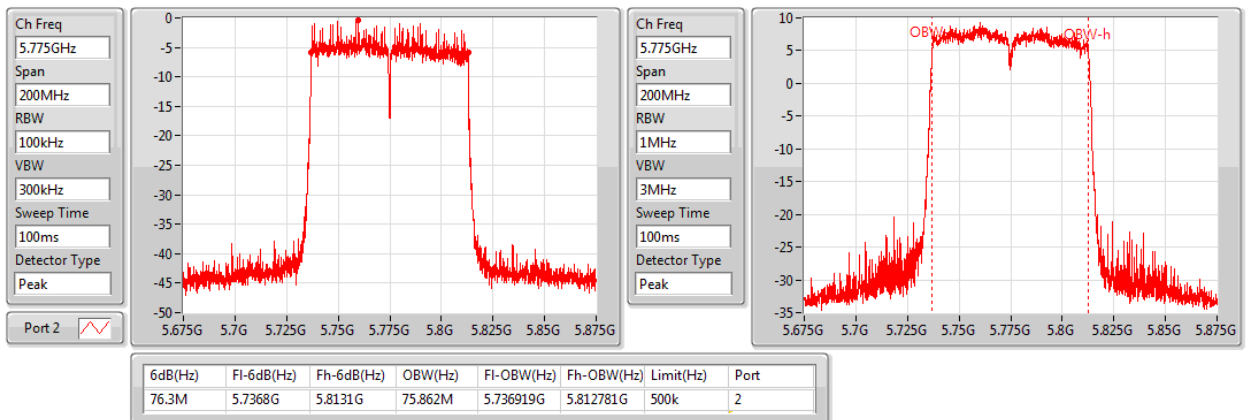 Ch Freq
5.775GHz
Span
200MHz
RBW
100kHz
VBW
300kHz
Sweep Time
100ms
Detector Type
Peak
Port 2
0-
-5-
-10-
-15-
-20-
-25-
-30-
-35-
-40-
-45-
-50-
5.675G 5.7G 5.725G 5.75G 5.775G 5.8G 5.825G 5.85G 5.875G
Ch Freq
5.775GHz
Span
200MHz
RBW
1MHz
VBW
3MHz
Sweep Time
100ms
Detector Type
Peak
10-
5-
0-
-5-
-10-
-15-
-20-
-25-
-30-
-35-
OBW-h
5.675G 5.7G 5.725G 5.75G 5.775G 5.8G 5.825G 5.85G 5.875G
6dB(Hz) Fl-6dB(Hz) Fh-6dB(Hz) OBW(Hz) Fl-OBW(Hz) Fh-OBW(Hz) Limit(Hz) Port
76.3M 5.7368G 5.8131G 75.862M 5.736919G 5.812781G 500k 2